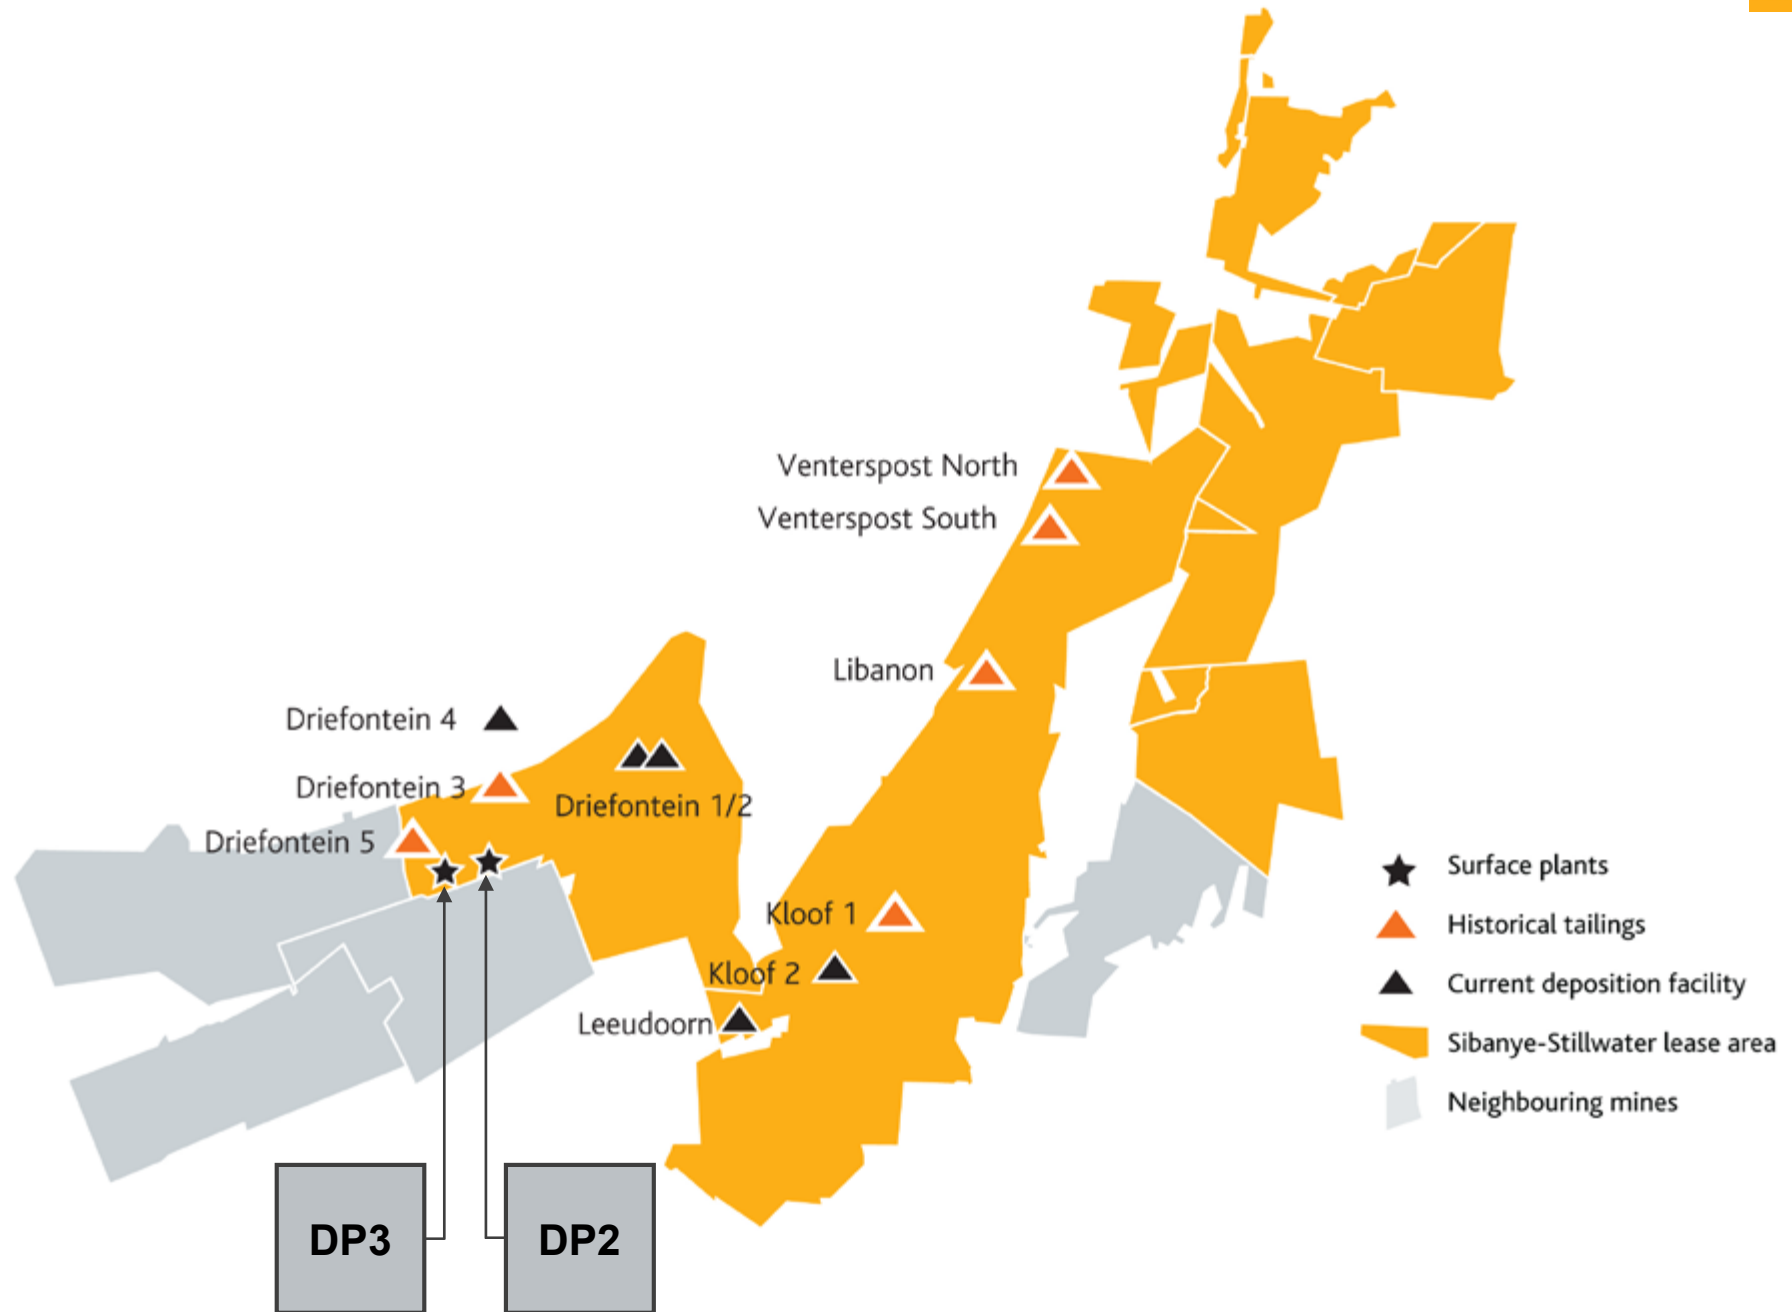 Venterspost North
Venterspost South
Libanon
Driefontein 4
Driefontein 3
Driefontein 1/2
Driefontein 5
Kloof 1
Kloof 2
Leeudoorn
Surface plants
Historical tailings
Current deposition facility
Sibanye-Stillwater lease area
Neighbouring mines
DP3
DP2